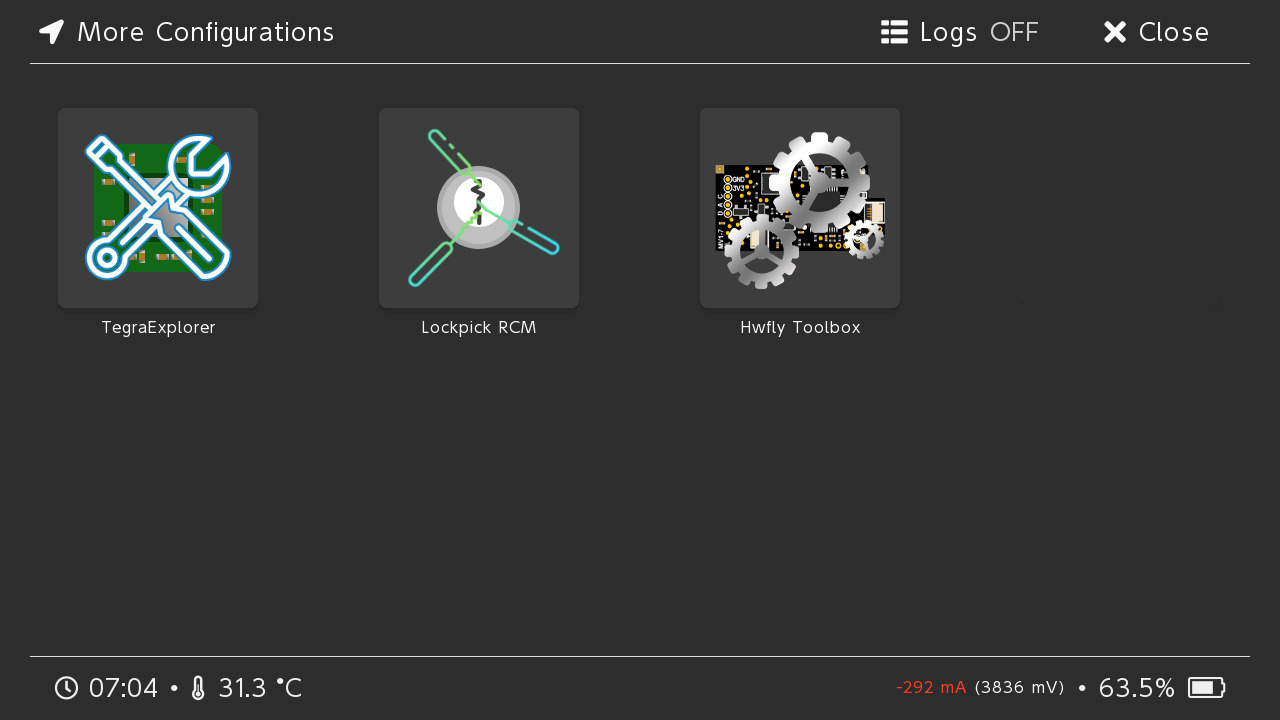 More Configurations
Logs OFF
Close
GND
3V3
TegraExplorer
Lockpick RCM
Hwfly Toolbox
07:04 • 31.3 °C
-292 mA (3836 mV) • 63.5%